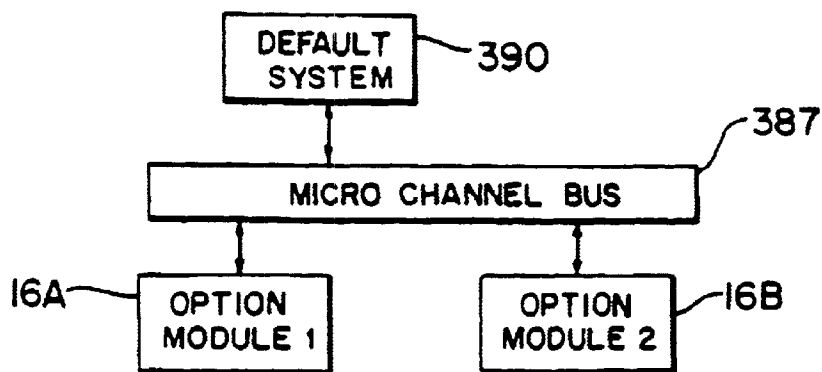 DEFAULT
SYSTEM
390
387
MICRO CHANNEL BUS
16A
OPTION
MODULE 1
OPTION
MODULE 2
16B